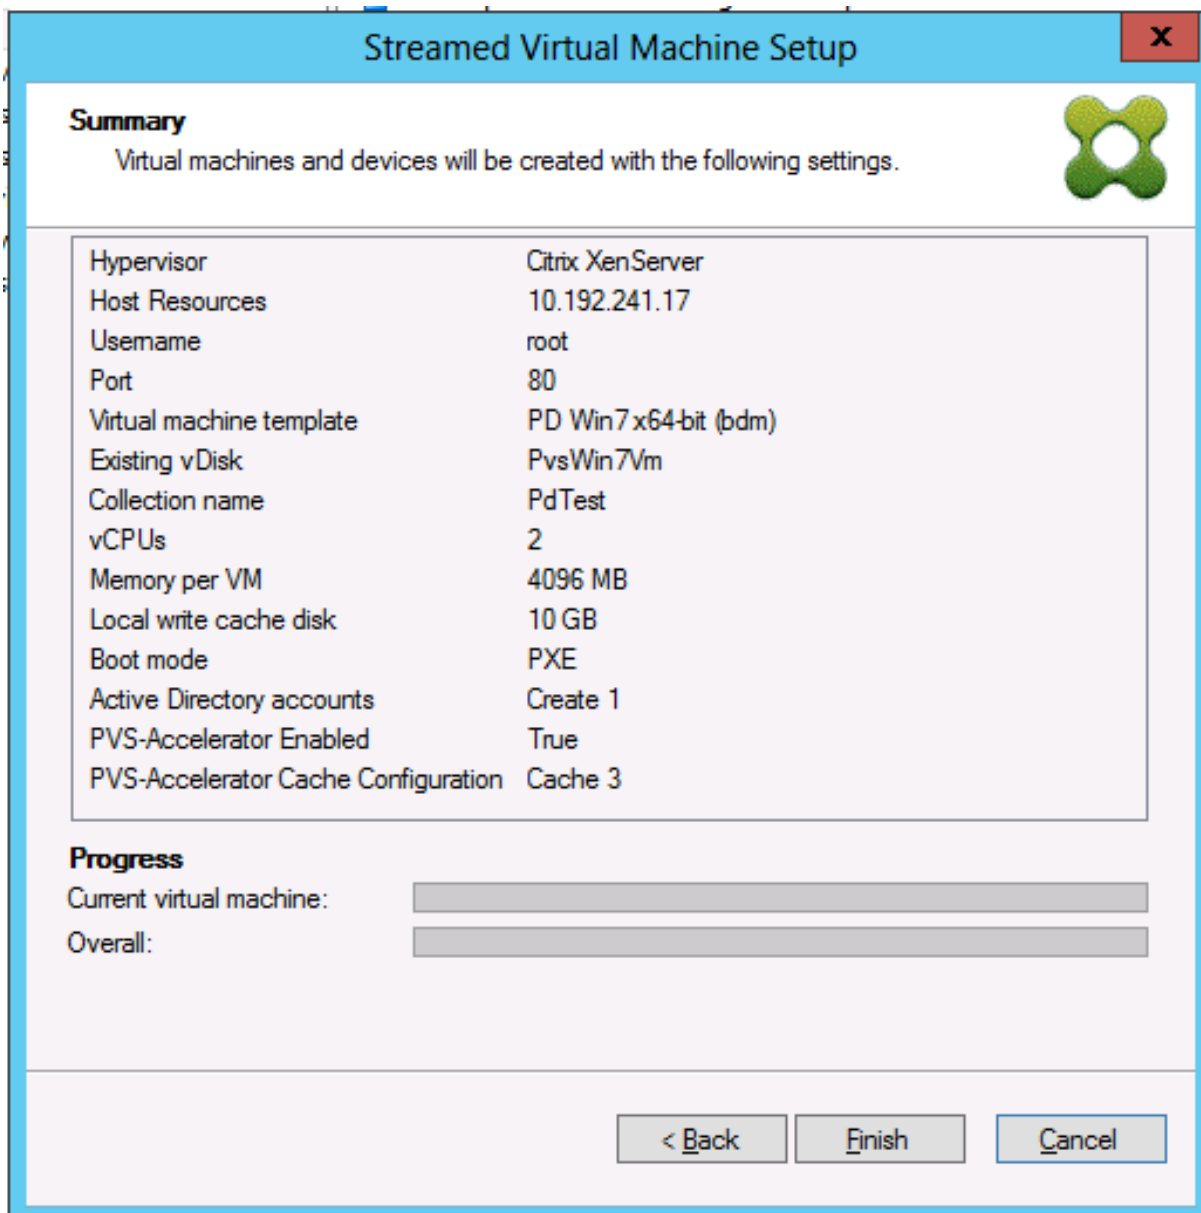 Streamed Virtual Machine Setup
x
Summary
Virtual machines and devices will be created with the following settings.
Hypervisor Citrix XenServer
Host Resources 10.192.241.17
Username root
Port 80
Virtual machine template PD Win7 x64-bit (bdm)
Existing vDisk PvsWin7Vm
Collection name PdTest
vCPUs 2
Memory per VM 4096 MB
Local write cache disk 10 GB
Boot mode PXE
Active Directory accounts Create 1
PVS-Accelerator Enabled True
PVS-Accelerator Cache Configuration Cache 3
Progress
Current virtual machine:
Overall:
< Back Finish Cancel